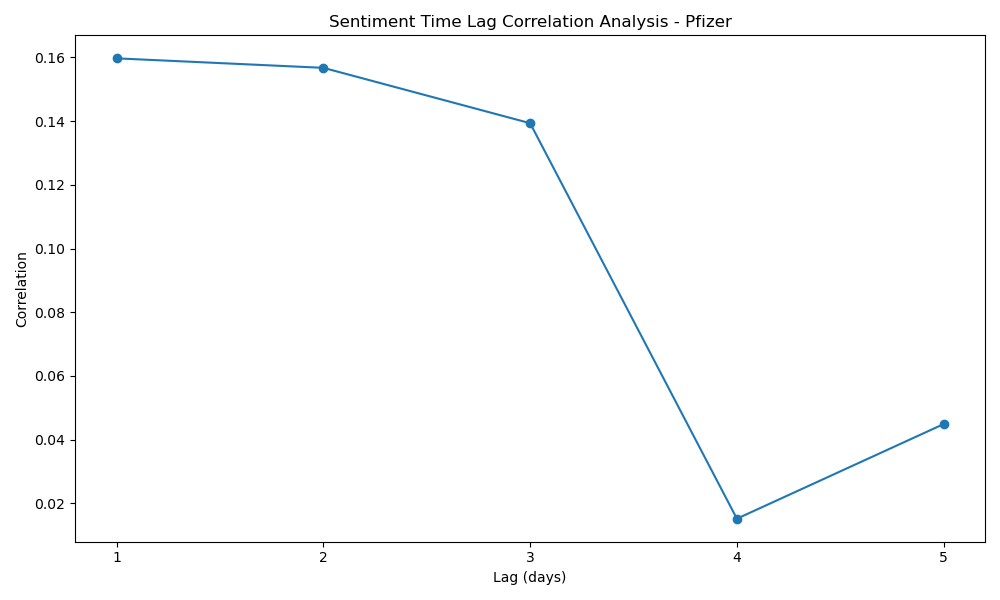 Sentiment Time Lag Correlation Analysis - Pfizer
0.16
0.14
0.12
0.10
0.08
0.06
0.04
0.02
Correlation
1 2 3 4 5
Lag (days)